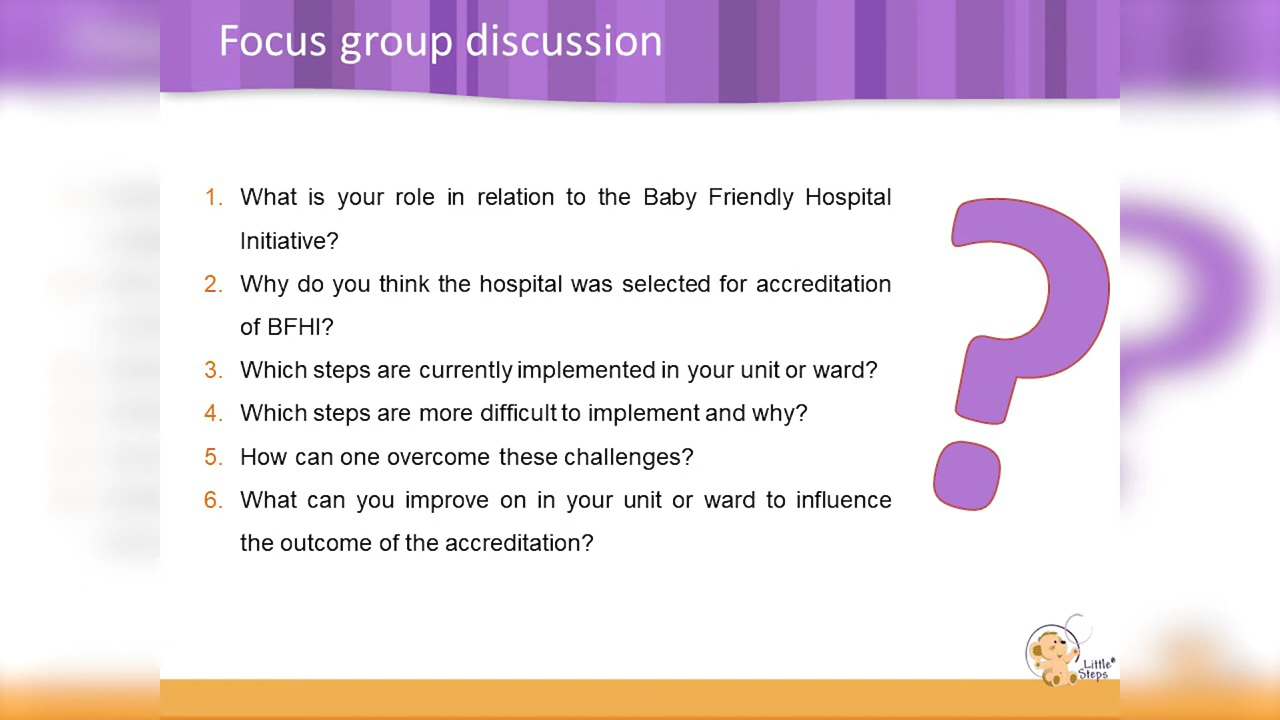 Focus group discussion
1. What is your role in relation to the Baby Friendly Hospital
Initiative?
2. Why do you think the hospital was selected for accreditation
of BFHI?
3. Which steps are currently implemented in your unit or ward?
4. Which steps are more difficult to implement and why?
5. How can one overcome these challenges?
6. What can you improve on in your unit or ward to influence
the outcome of the accreditation?
?
Little®
Steps